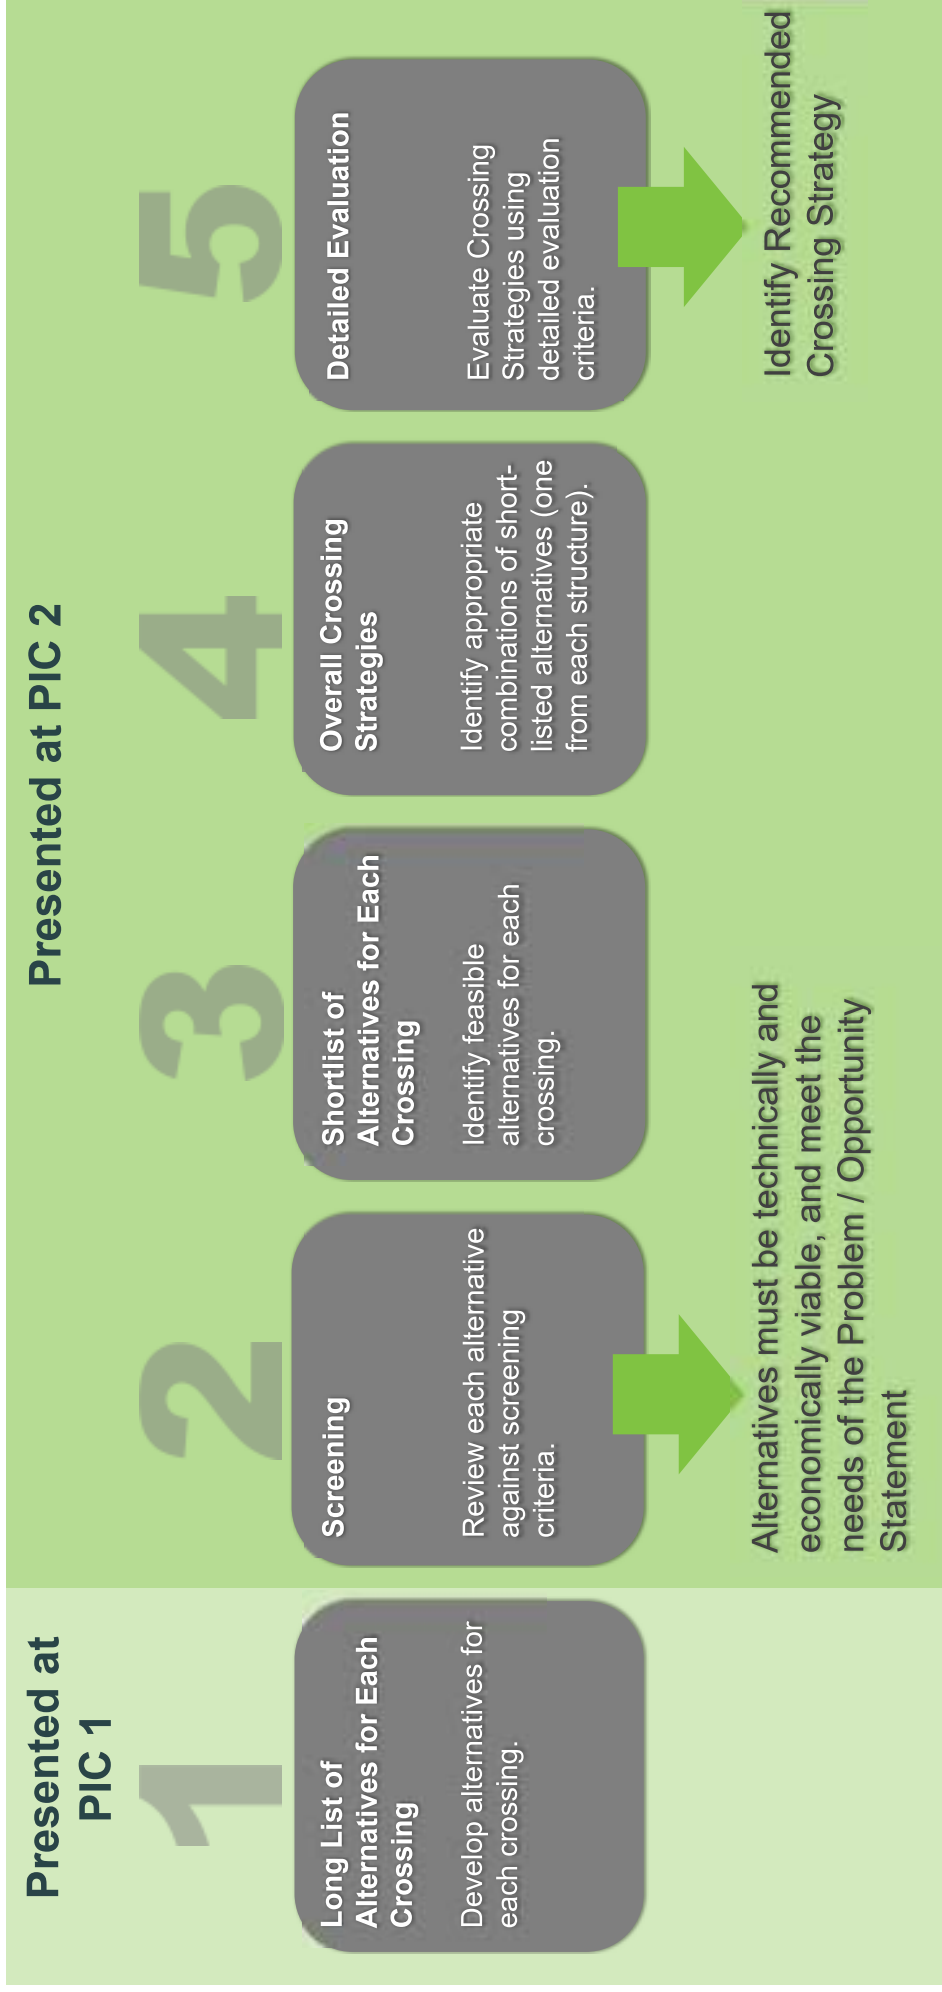 Presented at
PIC 1
Presented at PIC 2
1
Long List of
Alternatives for Each
Crossing
Develop alternatives for
each crossing.
2
Screening
Review each alternative
against screening
criteria.
Alternatives must be technically and
economically viable, and meet the
needs of the Problem / Opportunity
Statement
3
Shortlist of
Alternatives for Each
Crossing
Identify feasible
alternatives for each
crossing.
4
Overall Crossing
Strategies
Identify appropriate
combinations of short-
listed alternatives (one
from each structure).
5
Detailed Evaluation
Evaluate Crossing
Strategies using
detailed evaluation
criteria.
Identify Recommended
Crossing Strategy